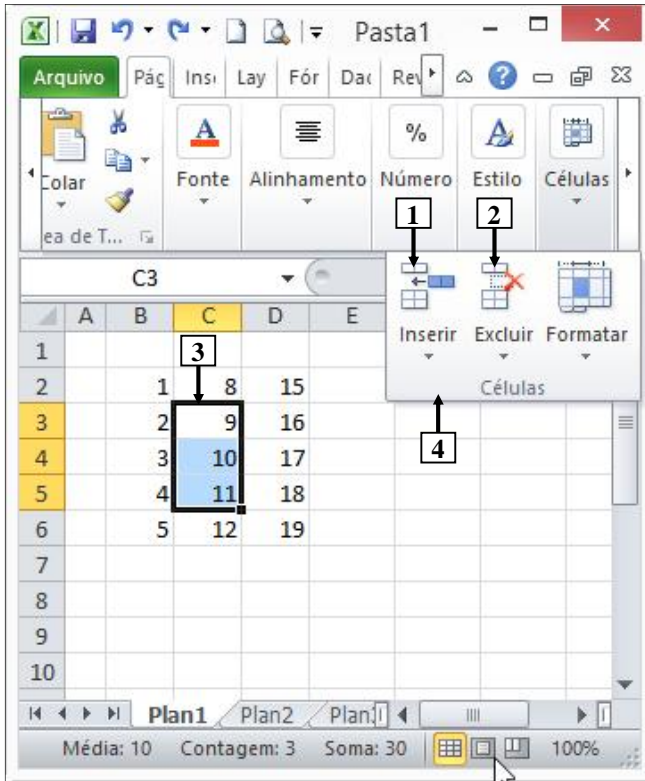 Pasta1
Arquivo Pág Inst Lay Fór Dad Rev
Colar Fonte Alinhamento Número Estilo Células
ea de T...
1 2
C3
Inserir Excluir Formatar
Células
A B C D E
1 3
2 1 8 15
3 2 9 16
4 3 10 17 4
5 4 11 18
6 5 12 19
7
8
9
10
Plan1 Plan2 Plan
Média: 10 Contagem: 3 Soma: 30 100%